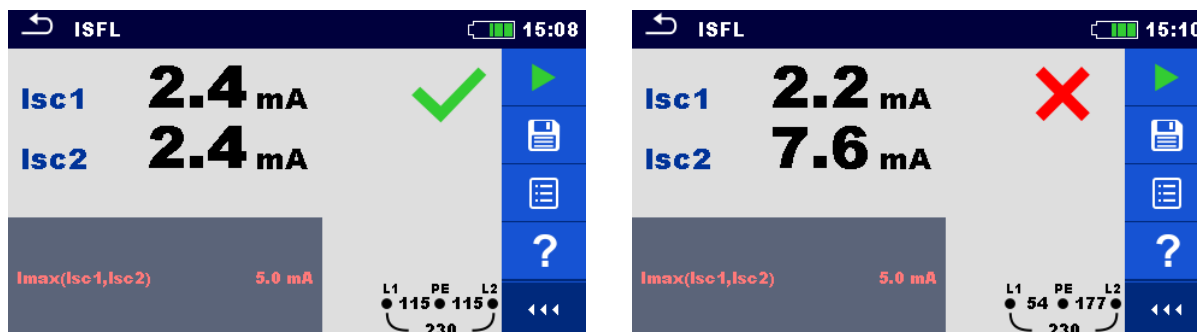 ISFL 15:08
Isc1 2.4 mA
Isc2 2.4 mA
?
Imax(Isc1,Isc2) 5.0 mA
L1 PE L2
115 115
230
ISFL 15:10
Isc1 2.2 mA
Isc2 7.6 mA
?
Imax(Isc1,Isc2) 5.0 mA
L1 PE L2
54 177
230